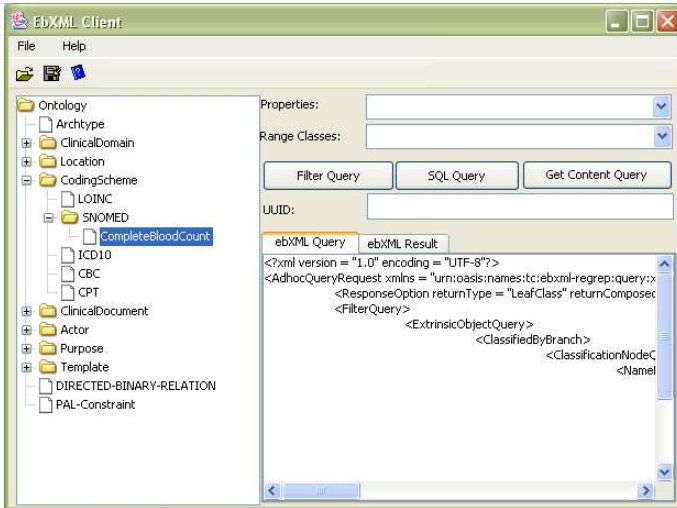 EbXML Client
File Help
Ontology
Archtype
ClinicalDomain
Location
CodingScheme
LOINC
SNOMED
CompleteBloodCount
ICD10
CBC
CPT
ClinicalDocument
Actor
Purpose
Template
DIRECTED-BINARY-RELATION
PAL-Constraint
Properties:
Range Classes:
Filter Query SQL Query Get Content Query
UUID:
ebXML Query ebXML Result
<?xml version = "1.0" encoding = "UTF-8"?>
<AdhocQueryRequest xmlns = "urn:oasis:names:tc:ebxml-regrep:query:x
<ResponseOption returnType = "LeafClass" returnComposed
<FilterQuery>
<ExtrinsicObjectQuery>
<ClassifiedByBranch>
<ClassificationNodeQ
<NameF